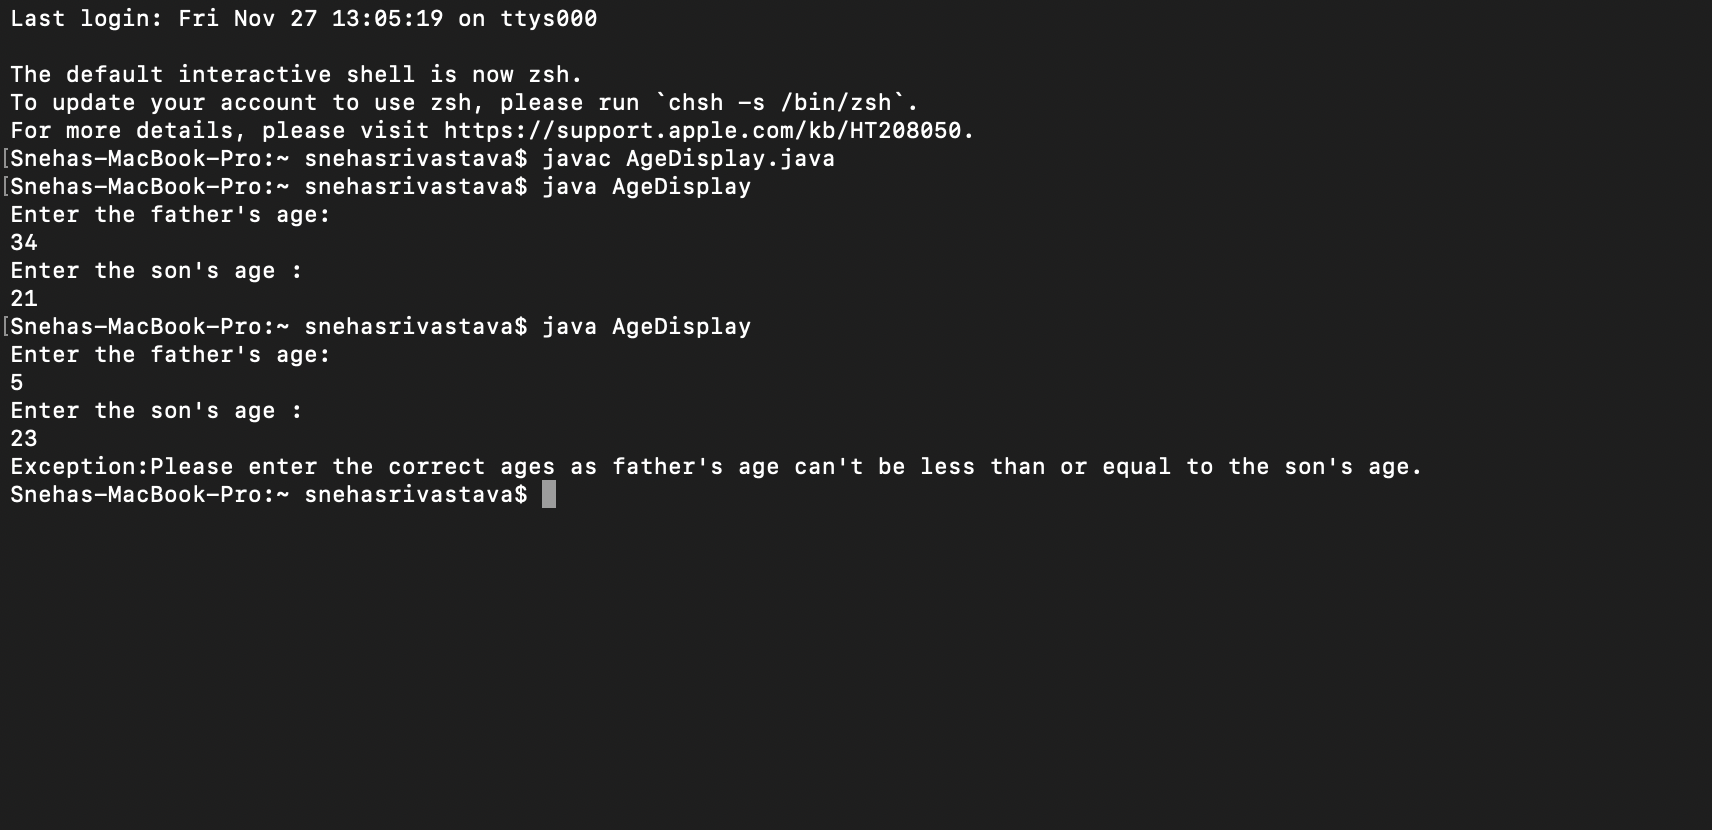 Last login: Fri Nov 27 13:05:19 on ttys000
The default interactive shell is now zsh.
To update your account to use zsh, please run `chsh -s /bin/zsh`.
For more details, please visit https://support.apple.com/kb/HT208050.
[Snehas-MacBook-Pro:~ snehasrivastava$ javac AgeDisplay.java
[Snehas-MacBook-Pro:~ snehasrivastava$ java AgeDisplay
Enter the father's age:
34
Enter the son's age :
21
[Snehas-MacBook-Pro:~ snehasrivastava$ java AgeDisplay
Enter the father's age:
5
Enter the son's age :
23
Exception:Please enter the correct ages as father's age can't be less than or equal to the son's age.
Snehas-MacBook-Pro:~ snehasrivastava$